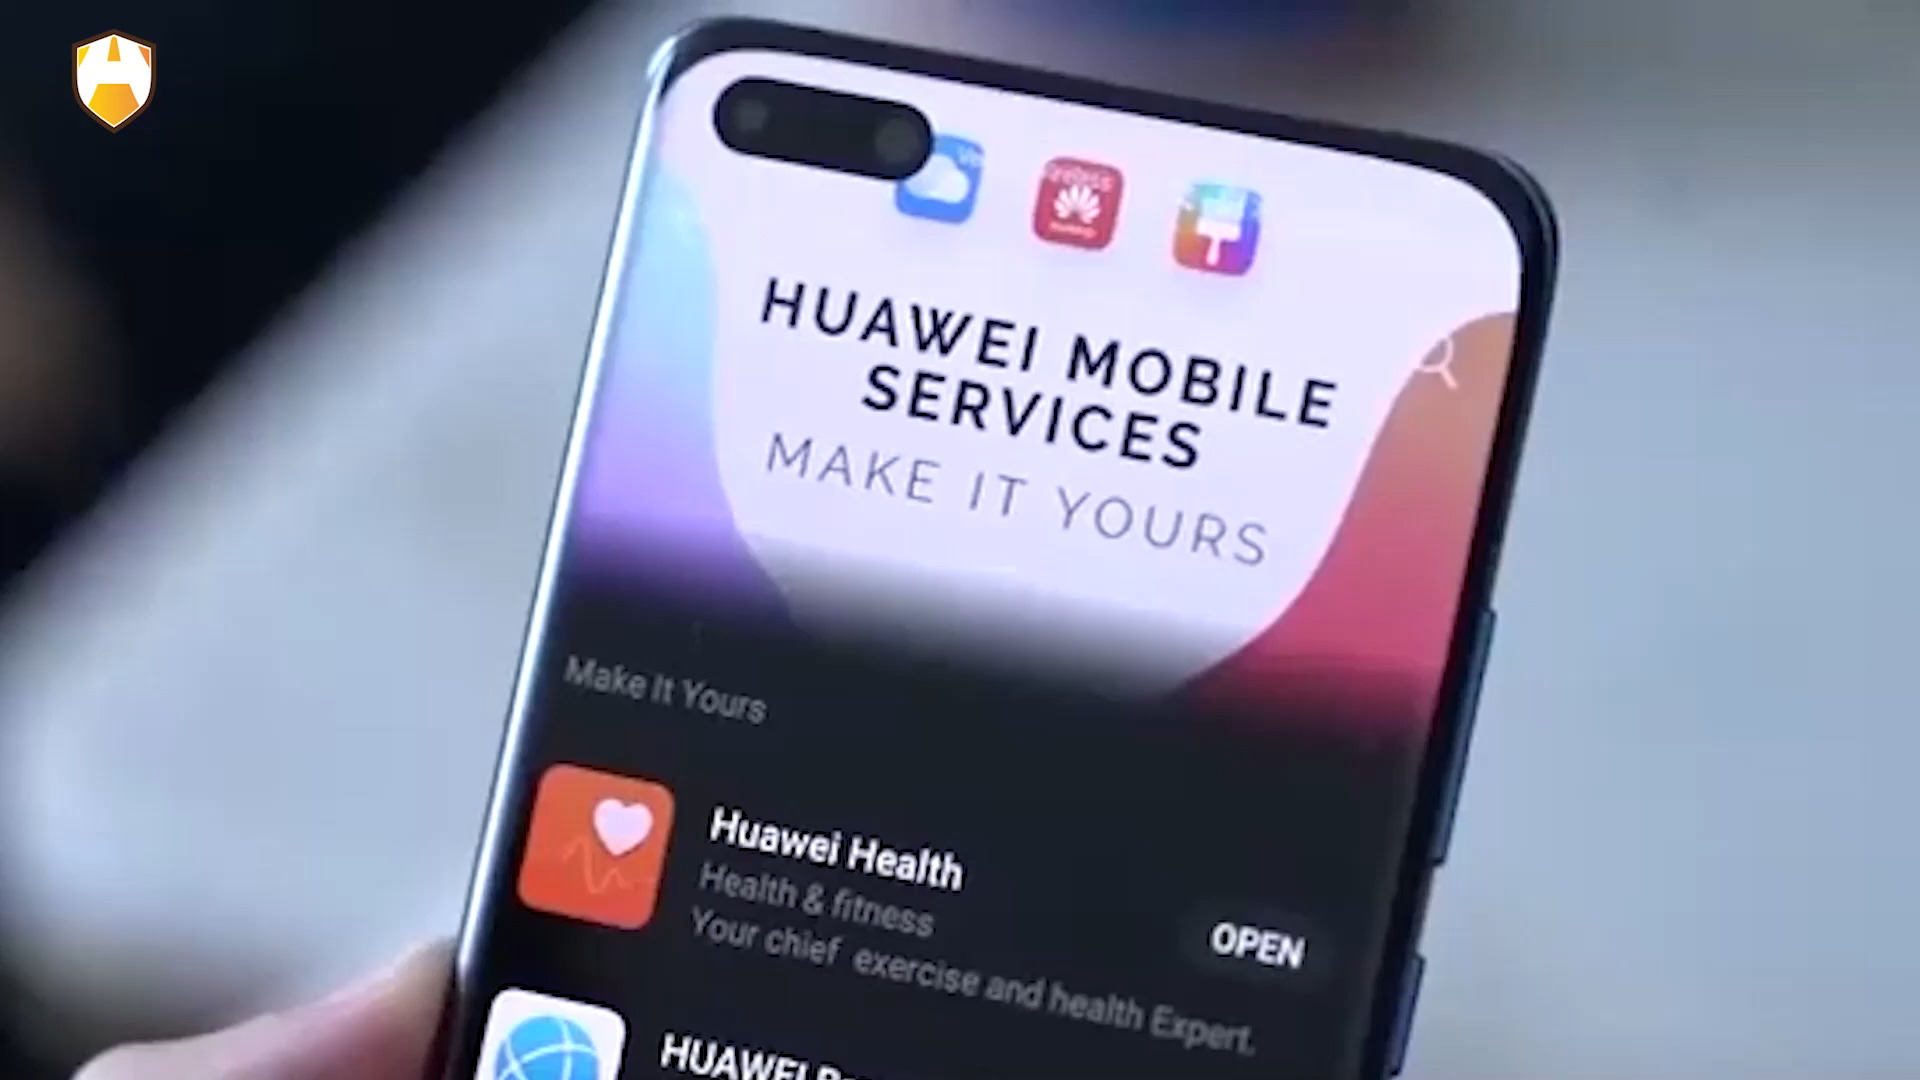 HUAWEI MOBILE
SERVICES
MAKE IT YOURS
Make It Yours
Huawei Health
Health & fitness
Your chief exercise and health Expert.
OPEN
HUAWEI